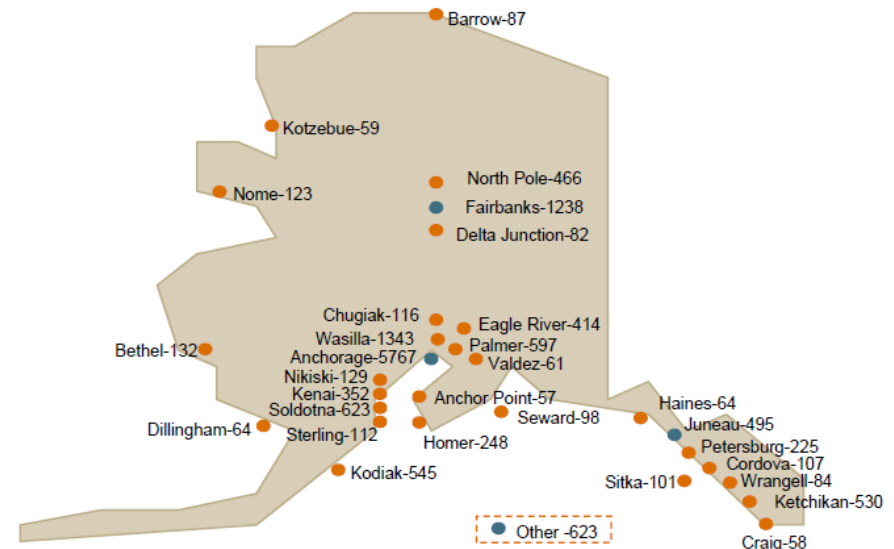 Barrow-87
Kotzebue-59
North Pole-466
Nome-123
Fairbanks-1238
Delta Junction-82
Chugiak-116
Eagle River-414
Wasilla-1343
Palmer-597
Bethel-132
Anchorage-5767
Valdez-61
Nikiski-129
Kenai-352
Anchor Point-57
Haines-64
Soldotna-623
Seward-98
Juneau-495
Dillingham-64
Sterling-112
Homer-248
Petersburg-225
Cordova-107
Kodiak-545
Sitka-101
Wrangell-84
Ketchikan-530
Other -623
Craig-58